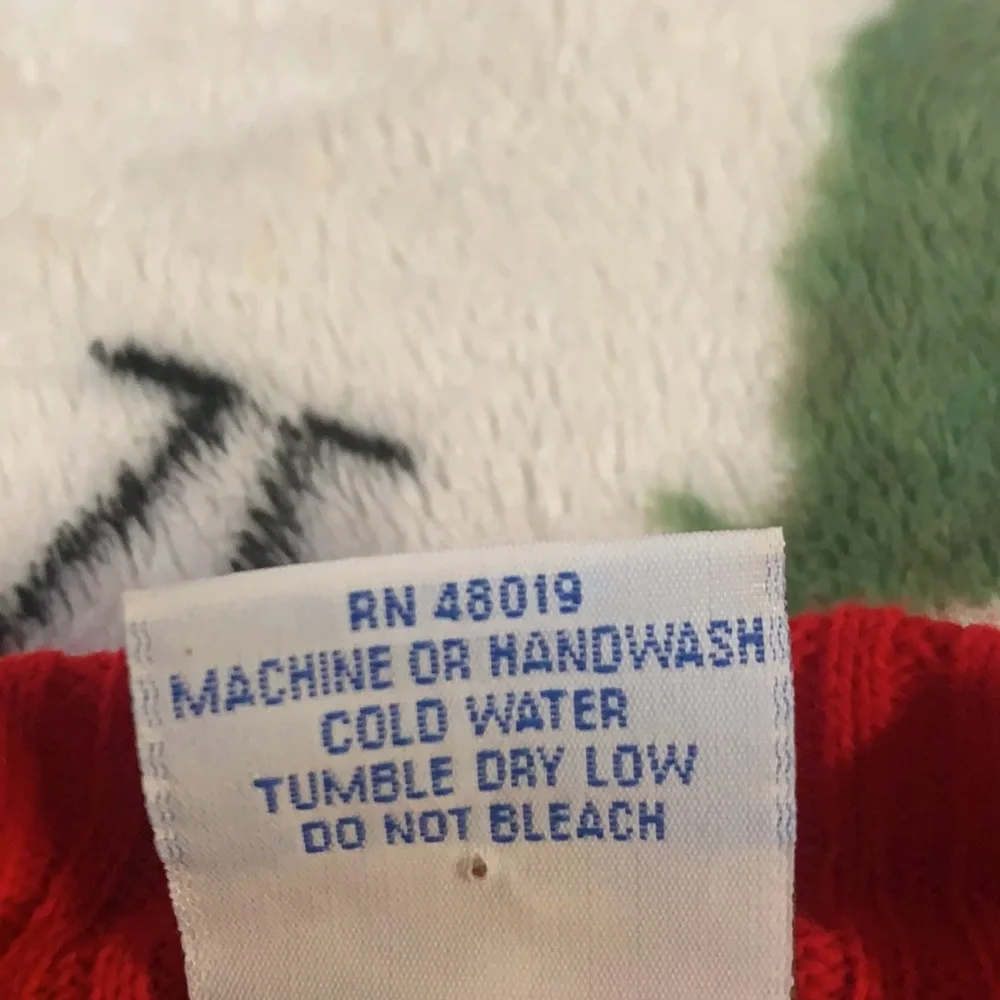 RN 48019
MACHINE OR HANDWASH
COLD WATER
TUMBLE DRY LOW
DO NOT BLEACH